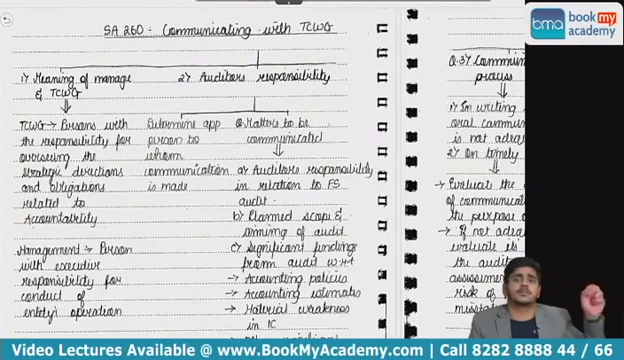 SA 260: Communicating with TCWG
1) Meaning of manage
& TCWG
TCWG → Persons with
the responsibility for
overseeing the
strategic directions
and obligations
related to
Accountability
Management → Person
with executive
responsibility for
conduct of
entity's operation
2) Auditors responsibility
Determine app
person to
whom
communication
is made
Matters to be
communicated
a) Auditors responsibility
in relation to FS
audit
b) Planned scope &
timing of audit
c) Significant findings
from audit w.r.t
→ Accounting policies
→ Accounting estimates
→ Material weakness
in IC
Q.3) Commun
process
1) In writing
oral commun
is not adeq
2) On timely
→ Evaluate the
of communicat
the purpose o
→ If not adeq
evaluate its
the audit
assessmen
risk of
misstat
bma
book my
academy
Video Lectures Available @ www.BookMyAcademy.com | Call 8282 8888 44 / 66